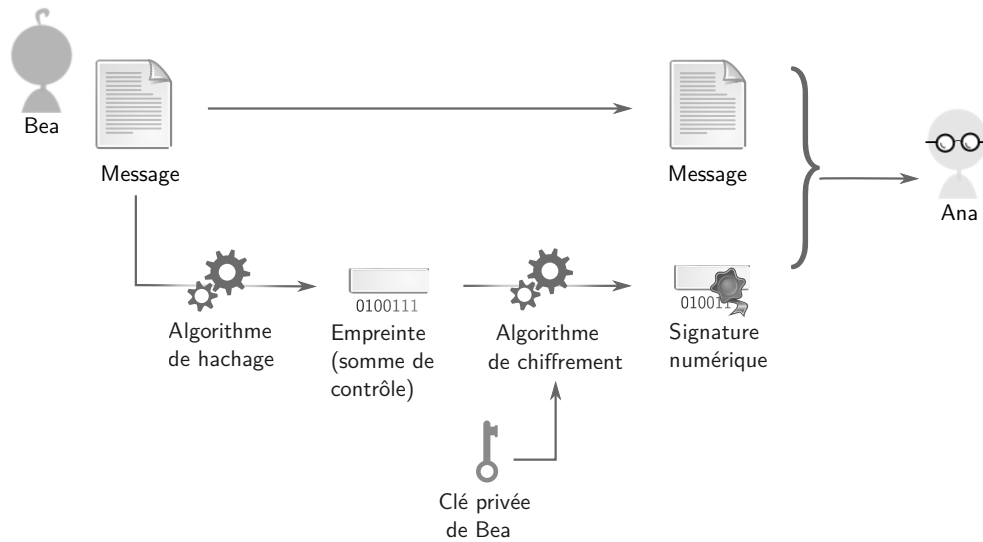 Bea
Message
Message
Ana
0100111
Algorithme
de hachage
Empreinte
(somme de
contrôle)
Algorithme
de chiffrement
Signature
numérique
Clé privée
de Bea